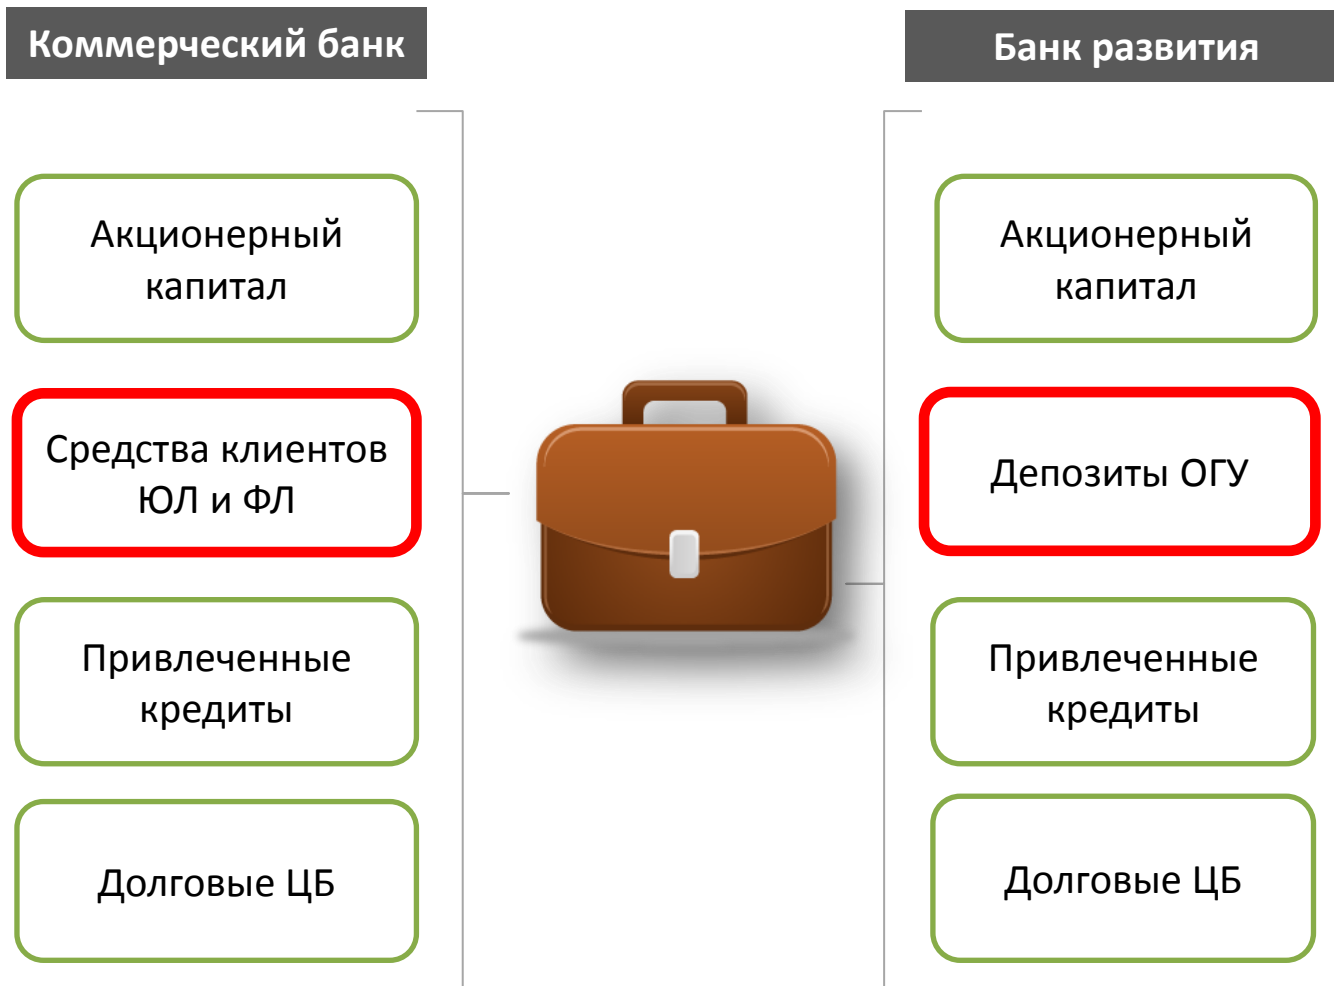 Коммерческий банк
Акционерный
капитал
Средства клиентов
ЮЛ и ФЛ
Привлеченные
кредиты
Долговые ЦБ
Банк развития
Акционерный
капитал
Депозиты ОГУ
Привлеченные
кредиты
Долговые ЦБ